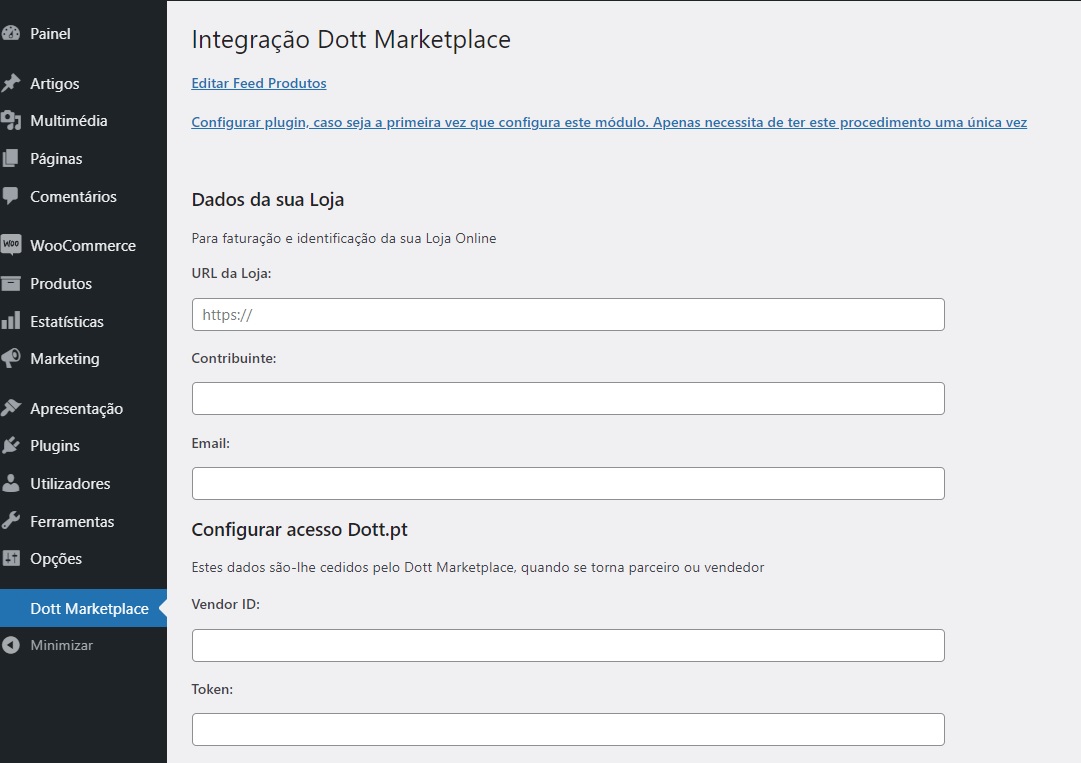 Painel
Artigos
Multimédia
Páginas
Comentários
Woo
WooCommerce
Produtos
Estatísticas
Marketing
Apresentação
Plugins
Utilizadores
Ferramentas
Opções
Dott Marketplace
Minimizar
Integração Dott Marketplace
Editar Feed Produtos
Configurar plugin, caso seja a primeira vez que configura este módulo. Apenas necessita de ter este procedimento uma única vez
Dados da sua Loja
Para faturação e identificação da sua Loja Online
URL da Loja:
https://
Contribuinte:
Email:
Configurar acesso Dott.pt
Estes dados são-lhe cedidos pelo Dott Marketplace, quando se torna parceiro ou vendedor
Vendor ID:
Token: